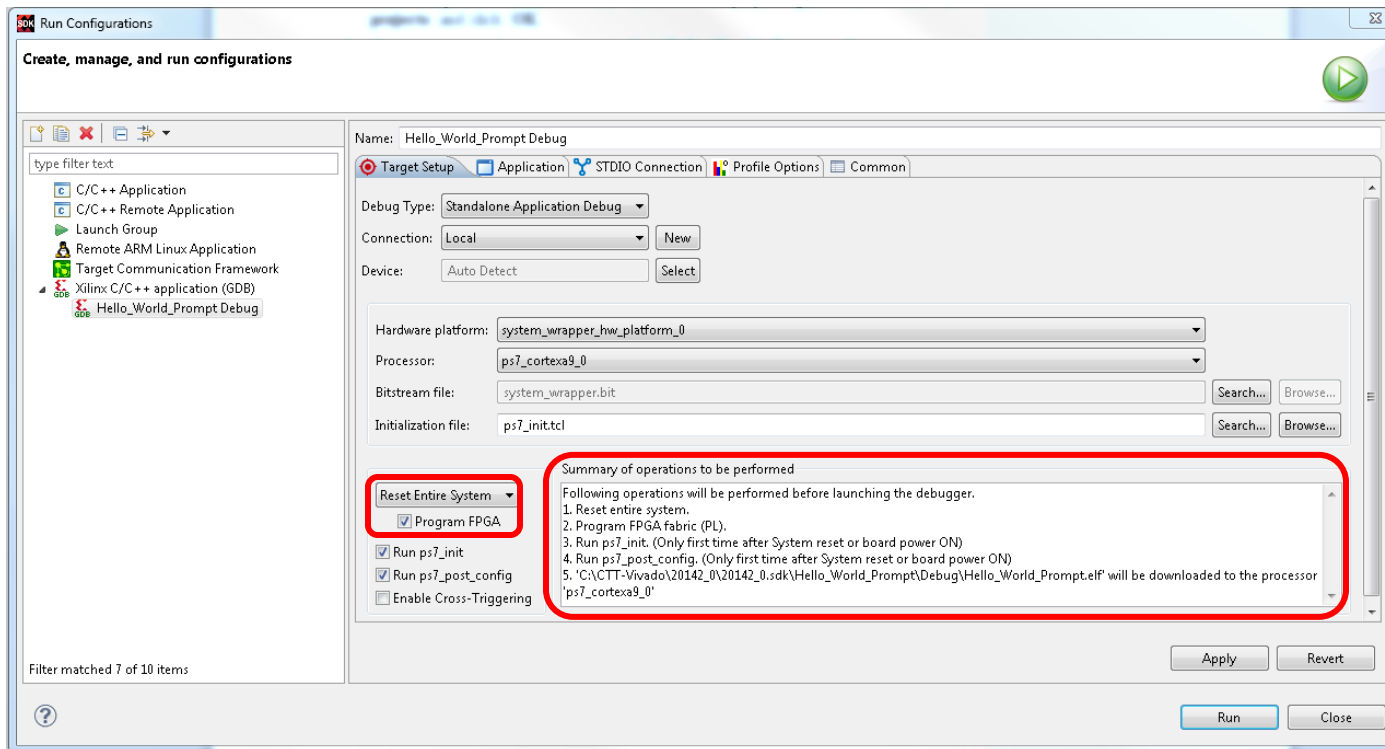 SDK Run Configurations
Create, manage, and run configurations
type filter text
C/C++ Application
C/C++ Remote Application
Launch Group
Remote ARM Linux Application
Target Communication Framework
GDB Xilinx C/C++ application (GDB)
GDB Hello_World_Prompt Debug
Filter matched 7 of 10 items
Name: Hello_World_Prompt Debug
Target Setup Application STDIO Connection Profile Options Common
Debug Type: Standalone Application Debug
Connection: Local New
Device: Auto Detect Select
Hardware platform: system_wrapper_hw_platform_0
Processor: ps7_cortexa9_0
Bitstream file: system_wrapper.bit Search... Browse...
Initialization file: ps7_init.tcl Search... Browse...
Reset Entire System
Program FPGA
Run ps7_init
Run ps7_post_config
Enable Cross-Triggering
Summary of operations to be performed
Following operations will be performed before launching the debugger.
1. Reset entire system.
2. Program FPGA fabric (PL).
3. Run ps7_init. (Only first time after System reset or board power ON)
4. Run ps7_post_config. (Only first time after System reset or board power ON)
5. 'C:\CTT-Vivado\20142_0\20142_0.sdk\Hello_World_Prompt\Debug\Hello_World_Prompt.elf' will be downloaded to the processor
'ps7_cortexa9_0'
Apply Revert
Run Close